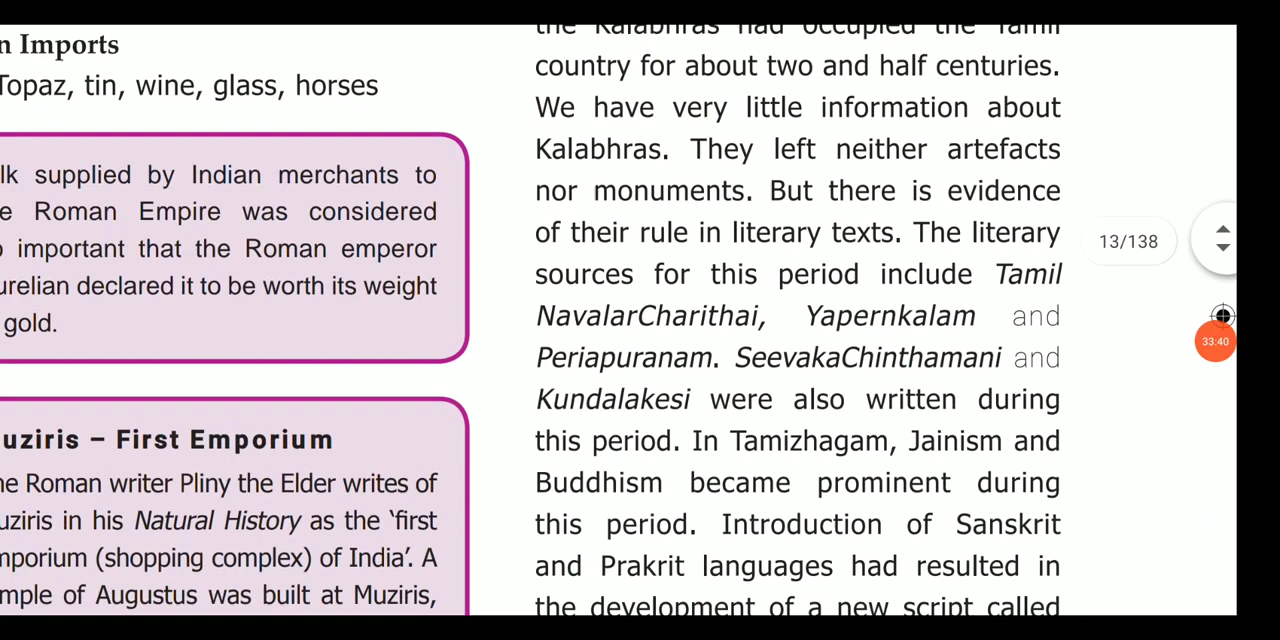 n Imports
Topaz, tin, wine, glass, horses
lk supplied by Indian merchants to
e Roman Empire was considered
o important that the Roman emperor
urelian declared it to be worth its weight
gold.
uziris – First Emporium
he Roman writer Pliny the Elder writes of
uziris in his Natural History as the ‘first
mporium (shopping complex) of India’. A
mple of Augustus was built at Muziris,
the Kalabhras had occupied the Tamil
country for about two and half centuries.
We have very little information about
Kalabhras. They left neither artefacts
nor monuments. But there is evidence
of their rule in literary texts. The literary
sources for this period include Tamil
NavalarCharithai, Yapernkalam and
Periapuranam. SeevakaChinthamani and
Kundalakesi were also written during
this period. In Tamizhagam, Jainism and
Buddhism became prominent during
this period. Introduction of Sanskrit
and Prakrit languages had resulted in
the development of a new script called
13/138
33:40